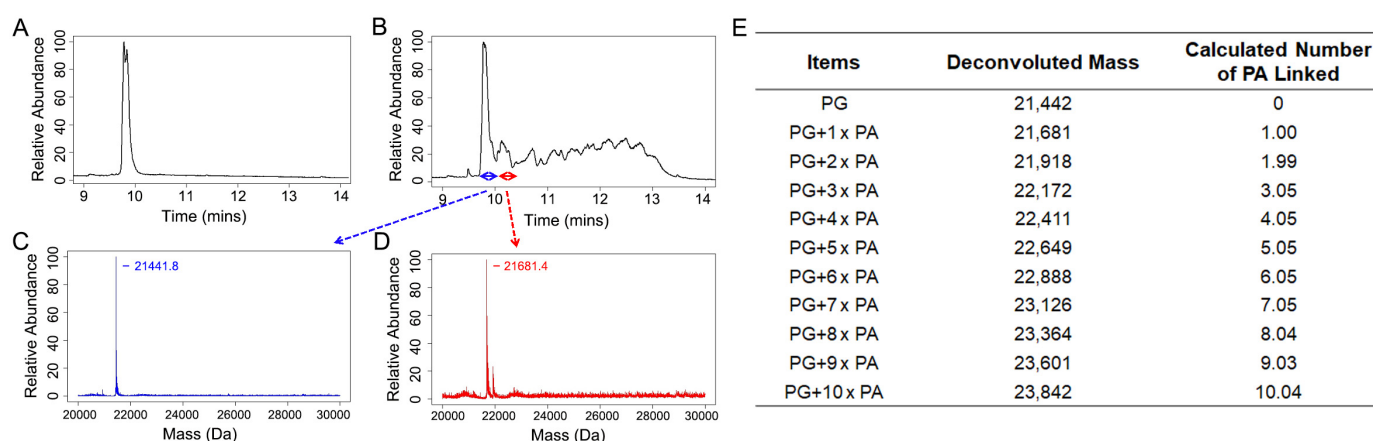 A
Relative Abundance
0 20 40 60 80 100
9 10 11 12 13 14
Time (mins)
B
Relative Abundance
0 20 40 60 80 100
9 10 11 12 13 14
Time (mins)
C
Relative Abundance
0 20 40 60 80 100
– 21441.8
20000 22000 24000 26000 28000 30000
Mass (Da)
D
Relative Abundance
0 20 40 60 80 100
– 21681.4
20000 22000 24000 26000 28000 30000
Mass (Da)
E
Items Deconvoluted Mass Calculated Number
of PA Linked
PG 21,442 0
PG+1 x PA 21,681 1.00
PG+2 x PA 21,918 1.99
PG+3 x PA 22,172 3.05
PG+4 x PA 22,411 4.05
PG+5 x PA 22,649 5.05
PG+6 x PA 22,888 6.05
PG+7 x PA 23,126 7.05
PG+8 x PA 23,364 8.04
PG+9 x PA 23,601 9.03
PG+10 x PA 23,842 10.04